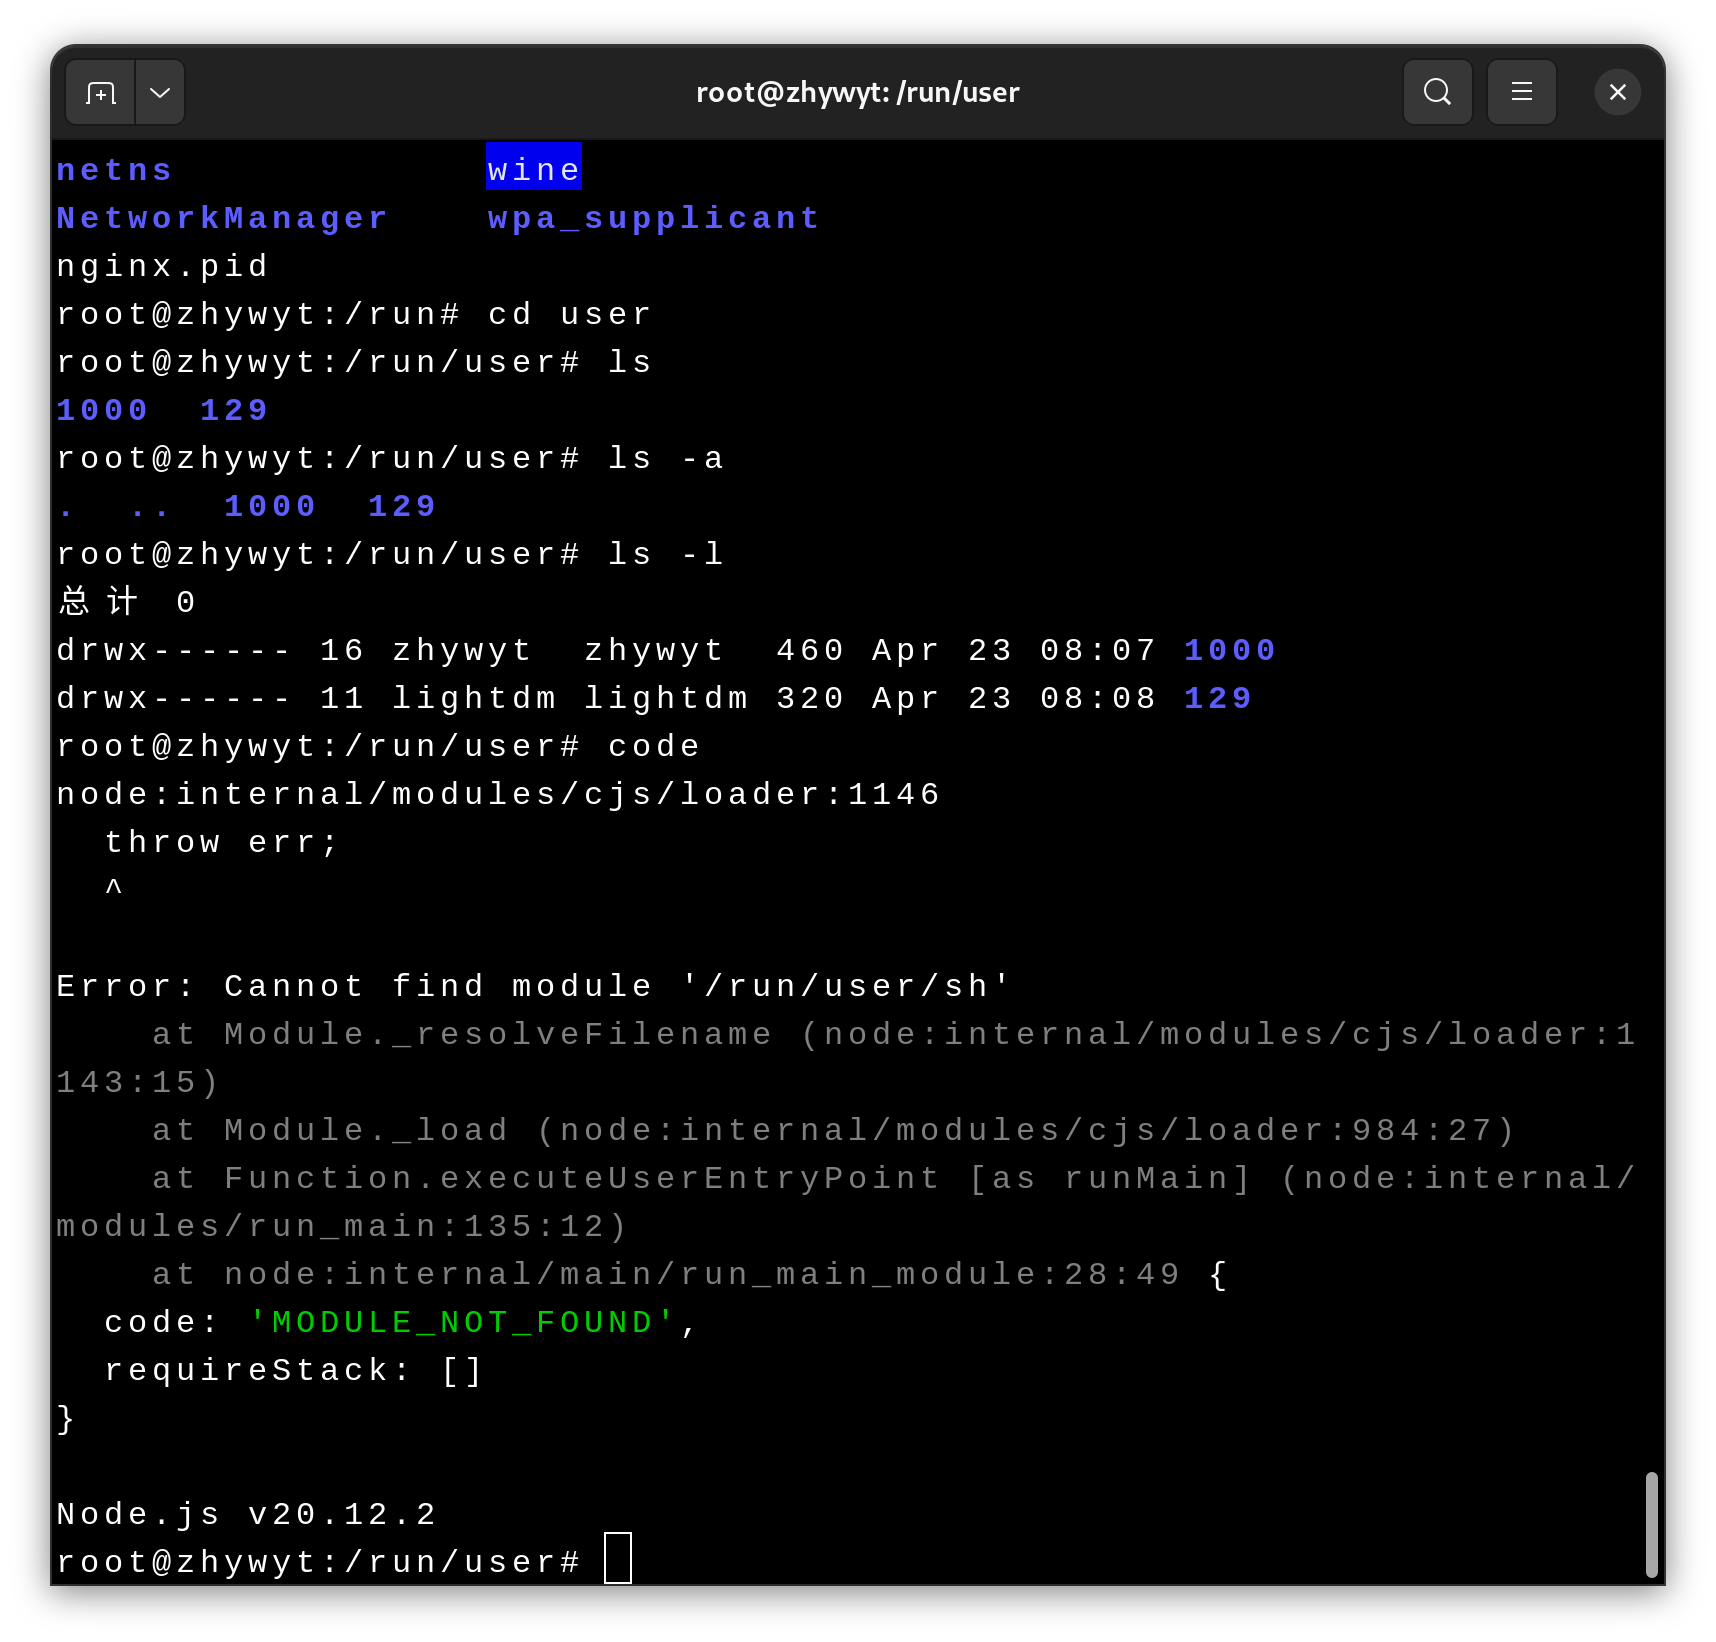 root@zhywyt: /run/user
netns             wine
NetworkManager    wpa_supplicant
nginx.pid
root@zhywyt:/run# cd user
root@zhywyt:/run/user# ls
1000  129
root@zhywyt:/run/user# ls -a
.  ..  1000  129
root@zhywyt:/run/user# ls -l
总计 0
drwx------ 16 zhywyt  zhywyt  460 Apr 23 08:07 1000
drwx------ 11 lightdm lightdm 320 Apr 23 08:08 129
root@zhywyt:/run/user# code
node:internal/modules/cjs/loader:1146
  throw err;
  ^

Error: Cannot find module '/run/user/sh'
    at Module._resolveFilename (node:internal/modules/cjs/loader:1
143:15)
    at Module._load (node:internal/modules/cjs/loader:984:27)
    at Function.executeUserEntryPoint [as runMain] (node:internal/
modules/run_main:135:12)
    at node:internal/main/run_main_module:28:49 {
  code: 'MODULE_NOT_FOUND',
  requireStack: []
}

Node.js v20.12.2
root@zhywyt:/run/user#